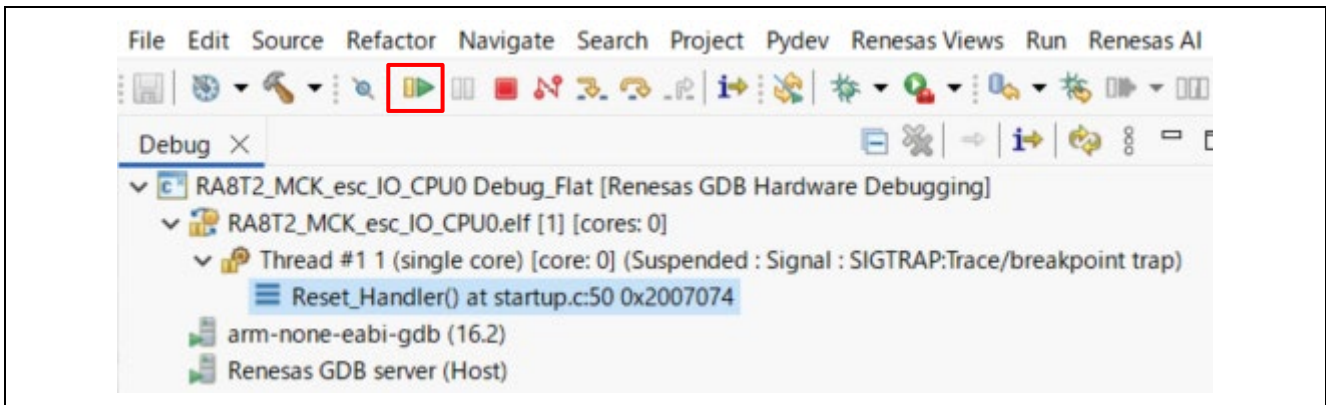 File Edit Source Refactor Navigate Search Project Pydev Renesas Views Run Renesas AI
Debug
RA8T2_MCK_esc_IO_CPU0 Debug_Flat [Renesas GDB Hardware Debugging]
RA8T2_MCK_esc_IO_CPU0.elf [1] [cores: 0]
Thread #1 1 (single core) [core: 0] (Suspended : Signal : SIGTRAP:Trace/breakpoint trap)
Reset_Handler() at startup.c:50 0x2007074
arm-none-eabi-gdb (16.2)
Renesas GDB server (Host)